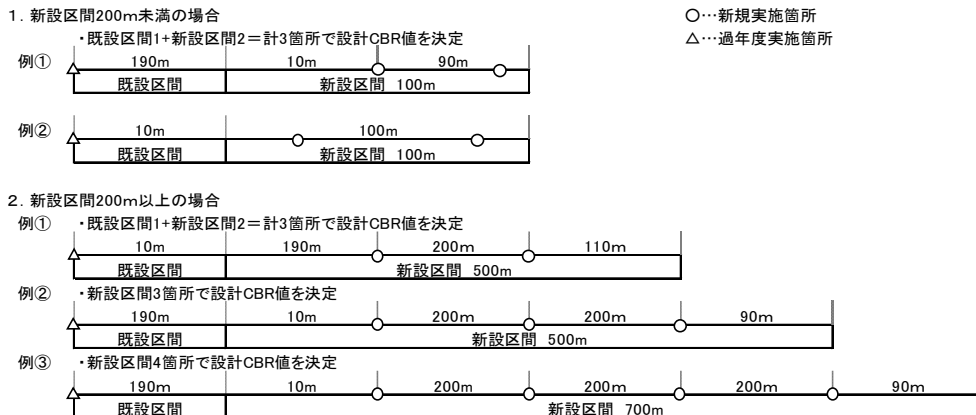 1．新設区間200m未満の場合
○…新規実施箇所
・既設区間1+新設区間2＝計3箇所で設計CBR値を決定
△…過年度実施箇所
例①
190m 10m 90m
既設区間 新設区間 100m
例②
10m 100m
既設区間 新設区間 100m
2．新設区間200m以上の場合
例① ・既設区間1+新設区間2＝計3箇所で設計CBR値を決定
10m 190m 200m 110m
既設区間 新設区間 500m
例② ・新設区間3箇所で設計CBR値を決定
190m 10m 200m 200m 90m
既設区間 新設区間 500m
例③ ・新設区間4箇所で設計CBR値を決定
190m 10m 200m 200m 200m 90m
既設区間 新設区間 700m